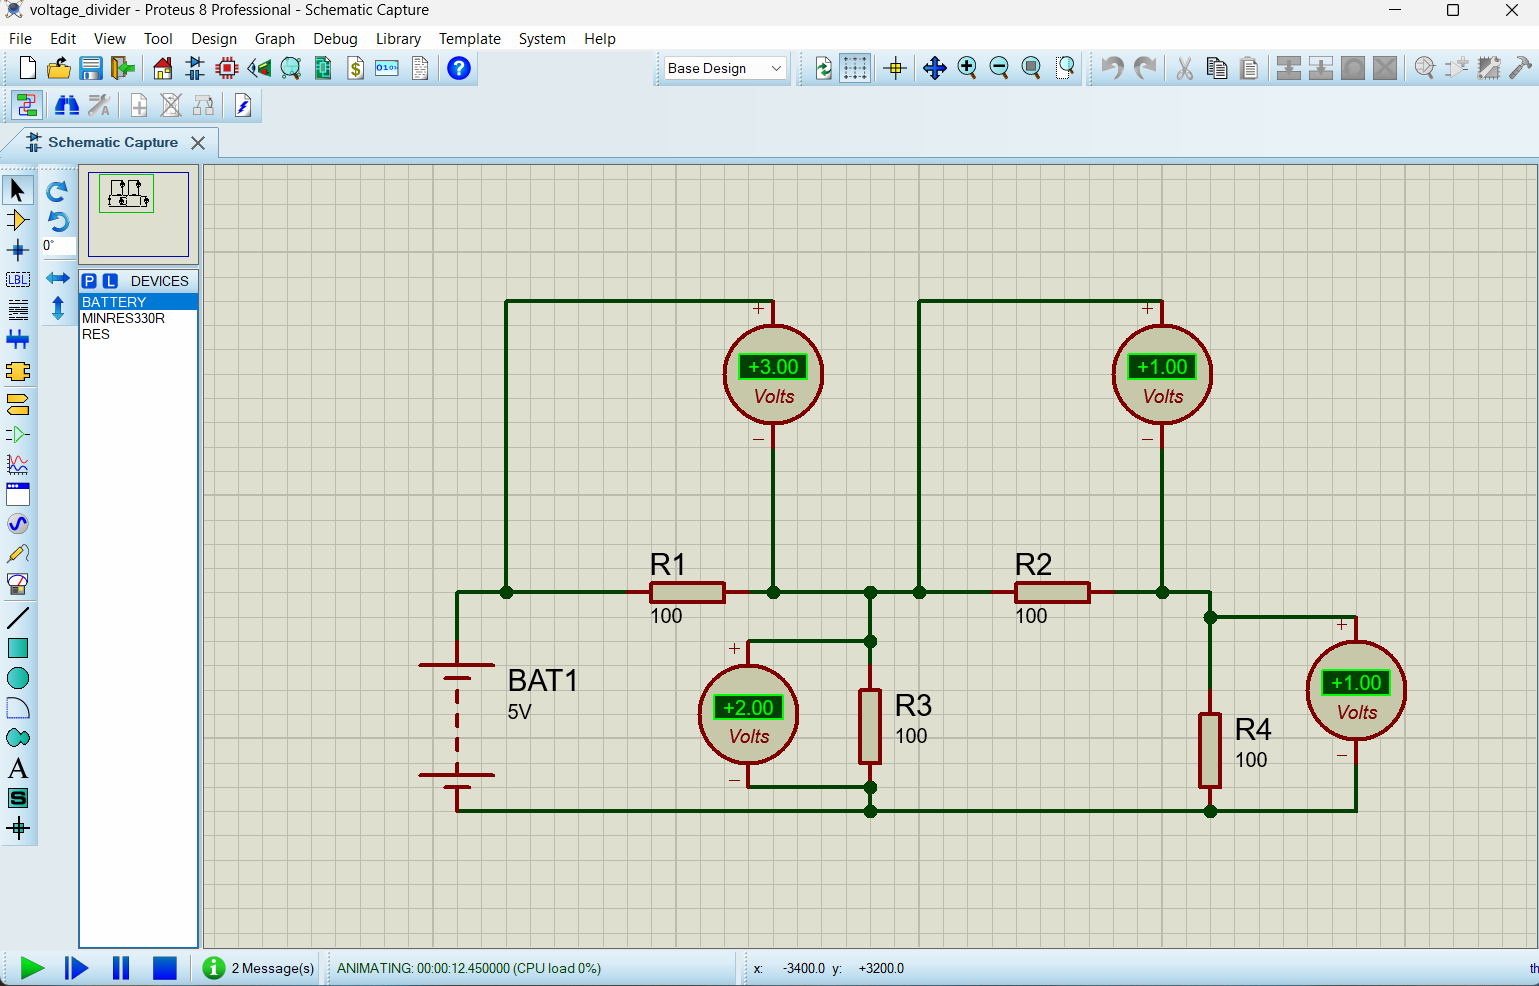 voltage_divider - Proteus 8 Professional - Schematic Capture
File Edit View Tool Design Graph Debug Library Template System Help
Base Design
Schematic Capture
0°
LBL
P L DEVICES
BATTERY
MINRES330R
RES
A
S
+
+3.00
Volts
−
+
+1.00
Volts
−
R1
100
R2
100
BAT1
5V
+
+2.00
Volts
−
R3
100
R4
100
+
+1.00
Volts
−
2 Message(s)
ANIMATING: 00:00:12.450000 (CPU load 0%)
x: -3400.0 y: +3200.0
th